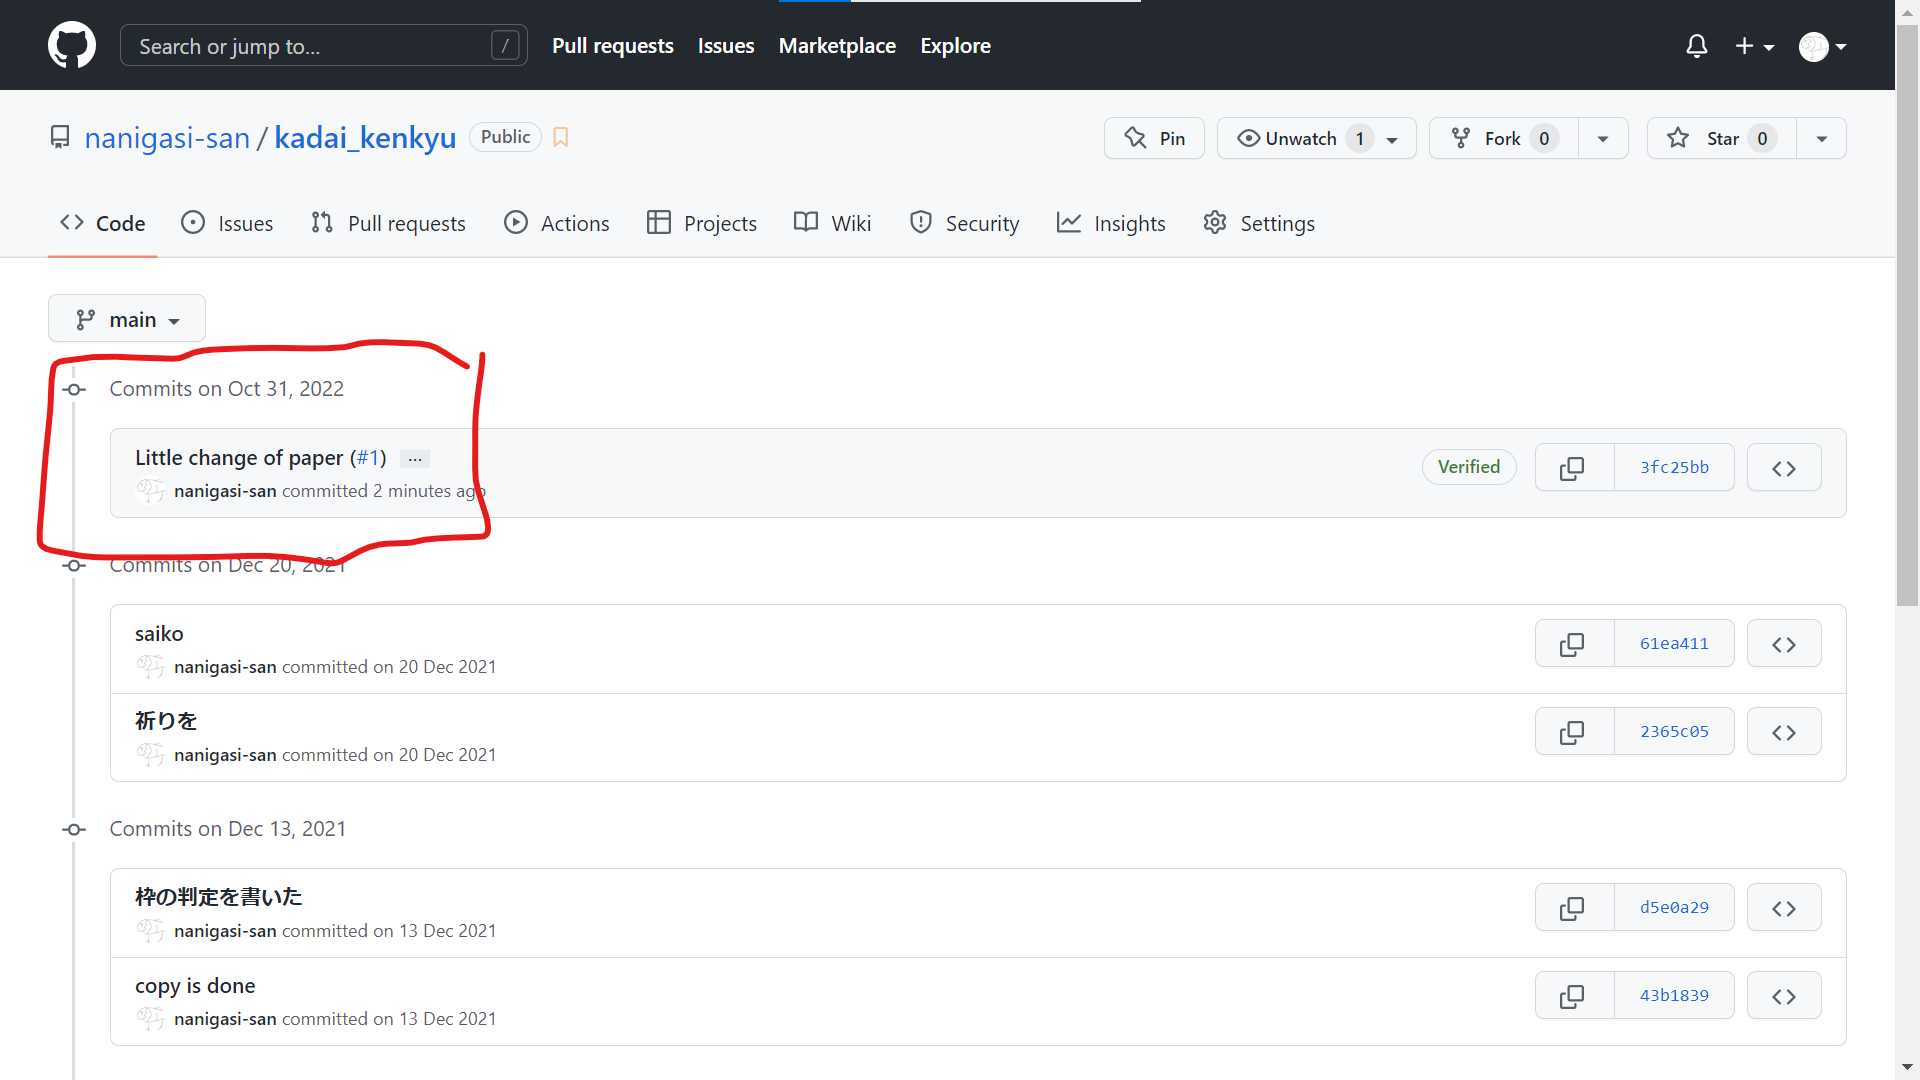 Search or jump to... /
Pull requests Issues Marketplace Explore
nanigasi-san / kadai_kenkyu Public
Pin Unwatch 1 Fork 0 Star 0
Code Issues Pull requests Actions Projects Wiki Security Insights Settings
main
Commits on Oct 31, 2022
Little change of paper (#1) ...
nanigasi-san committed 2 minutes ago
Verified 3fc25bb
Commits on Dec 20, 2021
saiko
nanigasi-san committed on 20 Dec 2021
61ea411
祈りを
nanigasi-san committed on 20 Dec 2021
2365c05
Commits on Dec 13, 2021
枠の判定を書いた
nanigasi-san committed on 13 Dec 2021
d5e0a29
copy is done
nanigasi-san committed on 13 Dec 2021
43b1839